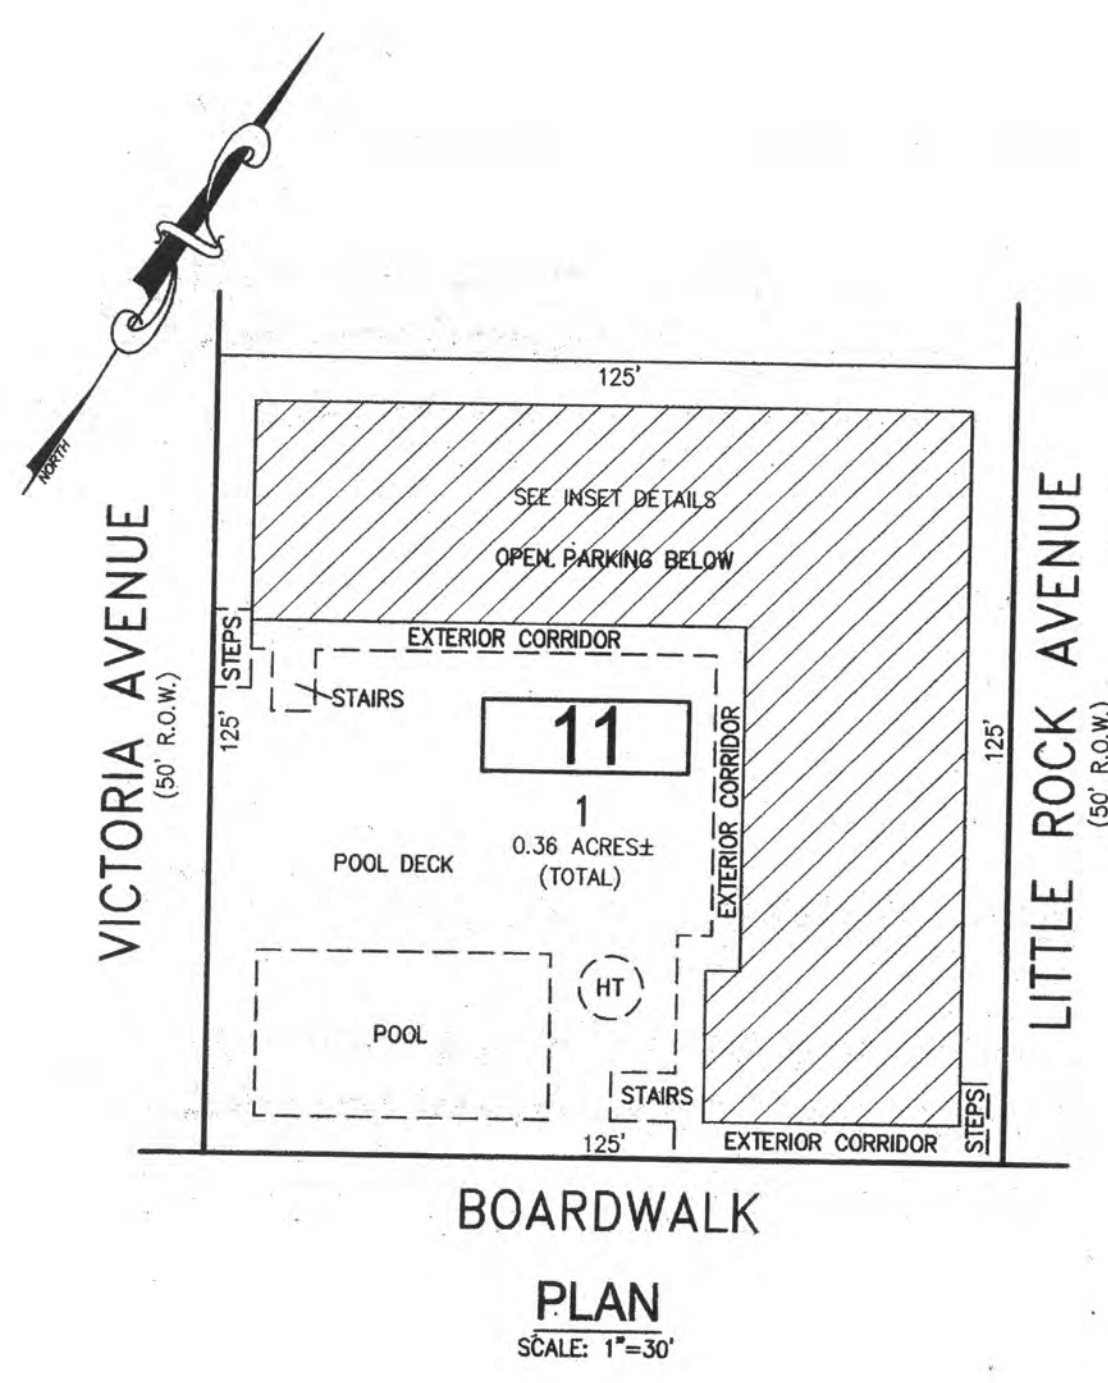 NORTH
125'
SEE INSET DETAILS
OPEN. PARKING BELOW
VICTORIA AVENUE
(50' R.O.W.)
STEPS
EXTERIOR CORRIDOR
STAIRS
125'
11
1
0.36 ACRES±
(TOTAL)
POOL DECK
EXTERIOR CORRIDOR
125'
LITTLE ROCK AVENUE
(50' R.O.W.)
HT
POOL
STAIRS
125'
EXTERIOR CORRIDOR
STEPS
BOARDWALK
PLAN
SCALE: 1"=30'